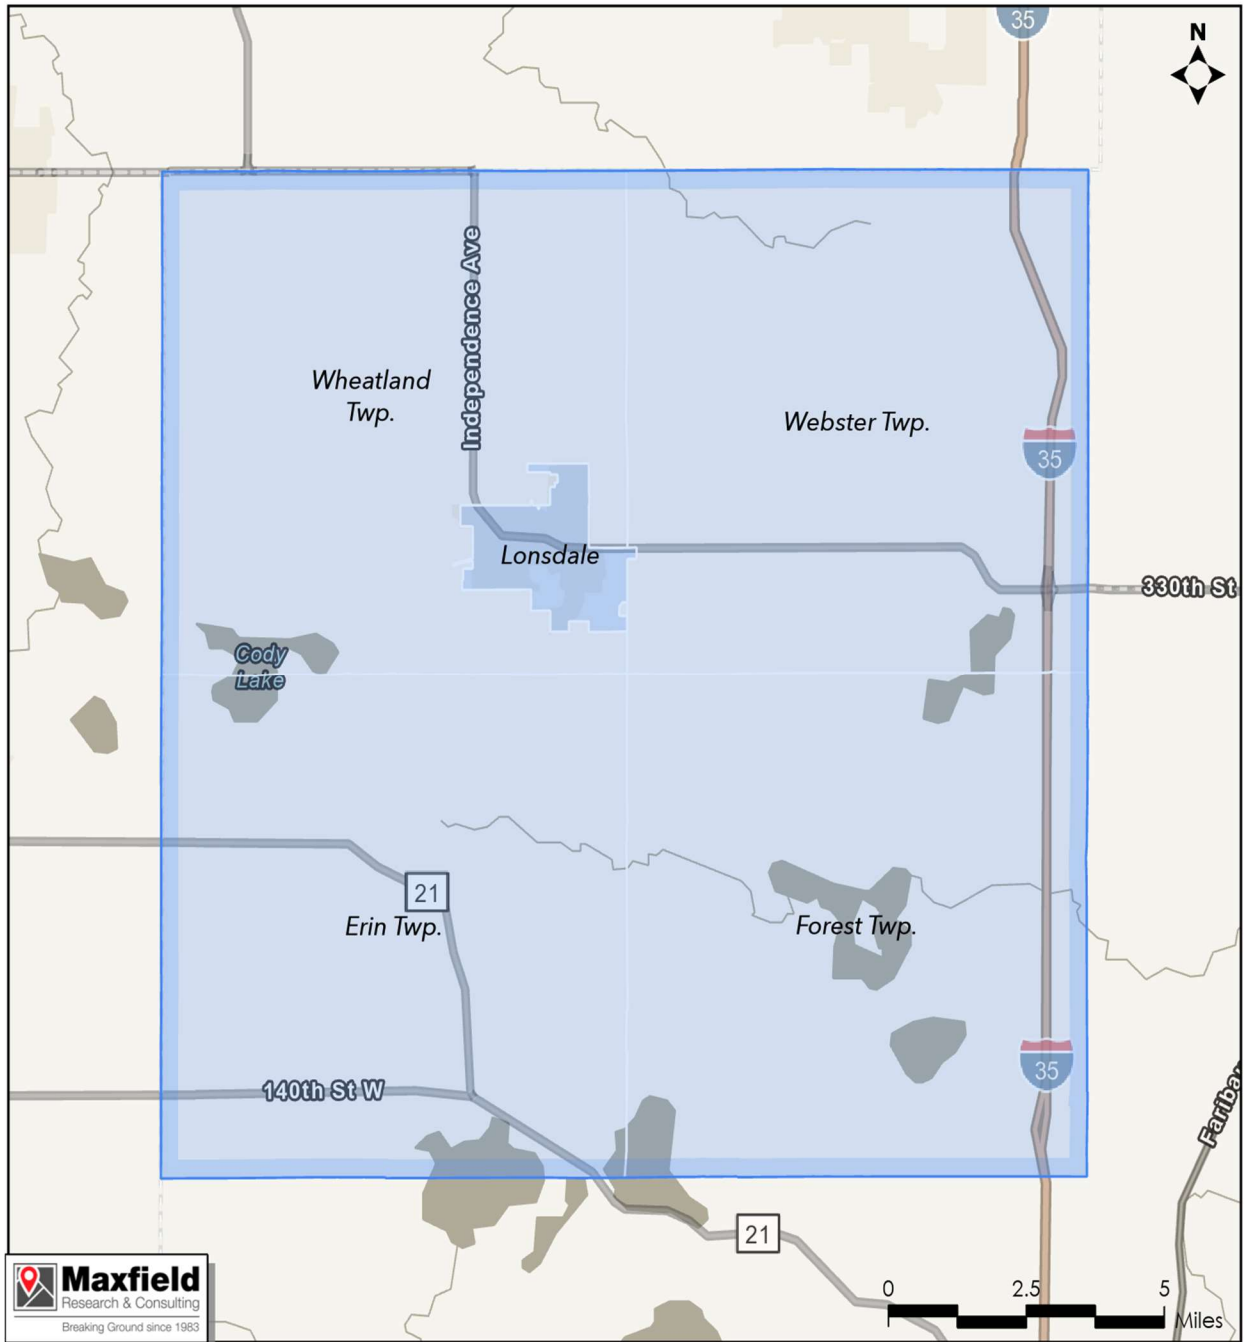 35
N
Independence Ave
Wheatland
Twp.
Webster Twp.
35
Lonsdale
330th St
Cody
Lake
21
Erin Twp.
Forest Twp.
35
140th St W
21
Maxfield
Research & Consulting
Breaking Ground since 1983
0 2.5 5
Miles